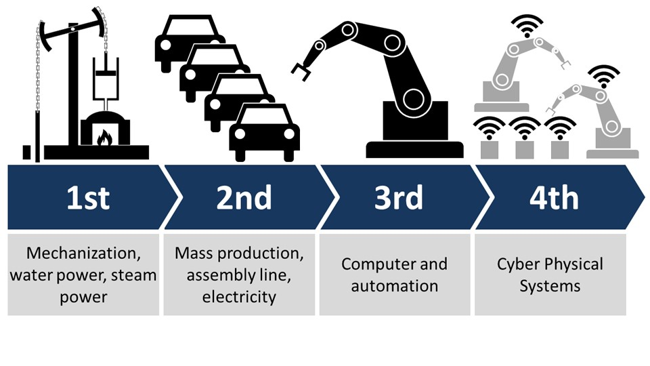 1st
2nd
3rd
4th
Mechanization,
water power, steam
power
Mass production,
assembly line,
electricity
Computer and
automation
Cyber Physical
Systems